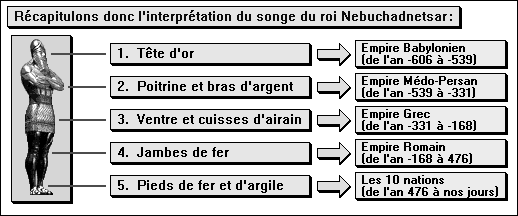 Récapitulons donc l'interprétation du songe du roi Nebuchadnetsar:
1. Tête d'or
Empire Babylonien
(de l'an -606 à -539)
2. Poitrine et bras d'argent
Empire Médo-Persan
(de l'an -539 à -331)
3. Ventre et cuisses d'airain
Empire Grec
(de l'an -331 à -168)
4. Jambes de fer
Empire Romain
(de l'an -168 à 476)
5. Pieds de fer et d'argile
Les 10 nations
(de l'an 476 à nos jours)